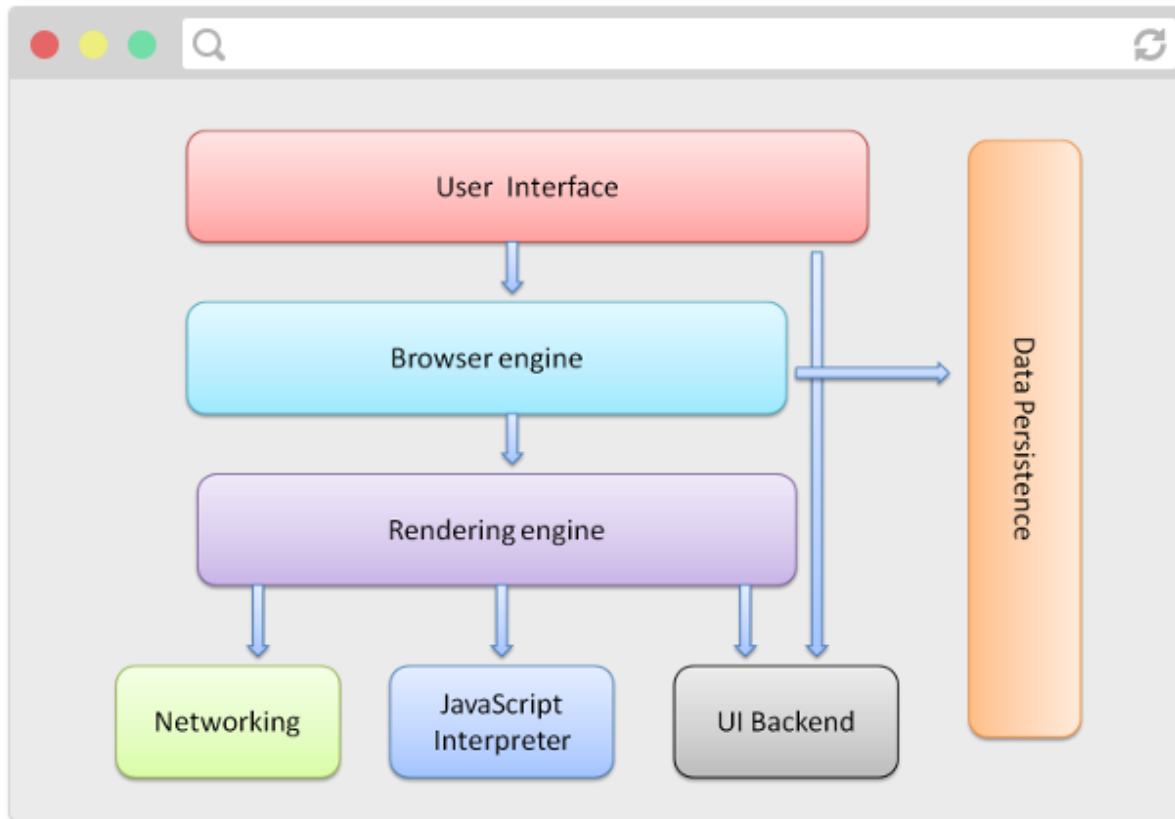 User Interface
Browser engine
Data Persistence
Rendering engine
Networking
JavaScript
Interpreter
UI Backend